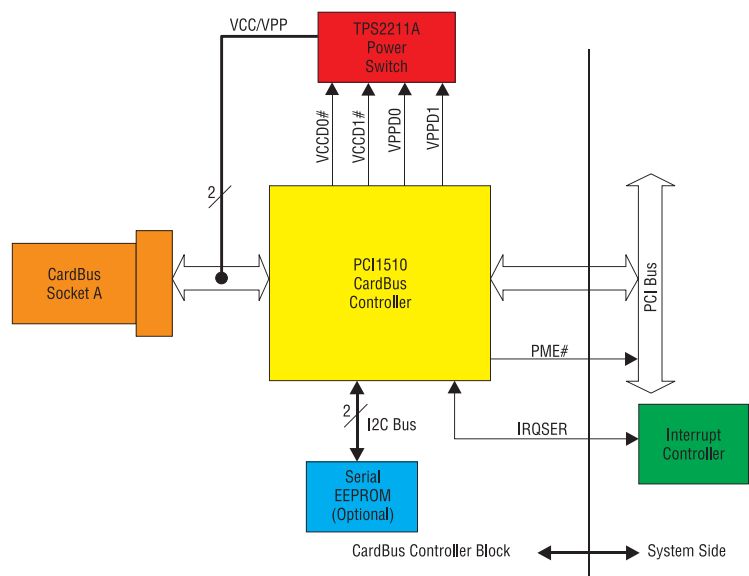 VCC/VPP
TPS2211A
Power
Switch
VCCD0#
VCCD1#
VPPD0
VPPD1
2
CardBus
Socket A
PCI1510
CardBus
Controller
PCI Bus
PME#
2
I2C Bus
IRQSER
Interrupt
Controller
Serial
EEPROM
(Optional)
CardBus Controller Block
System Side